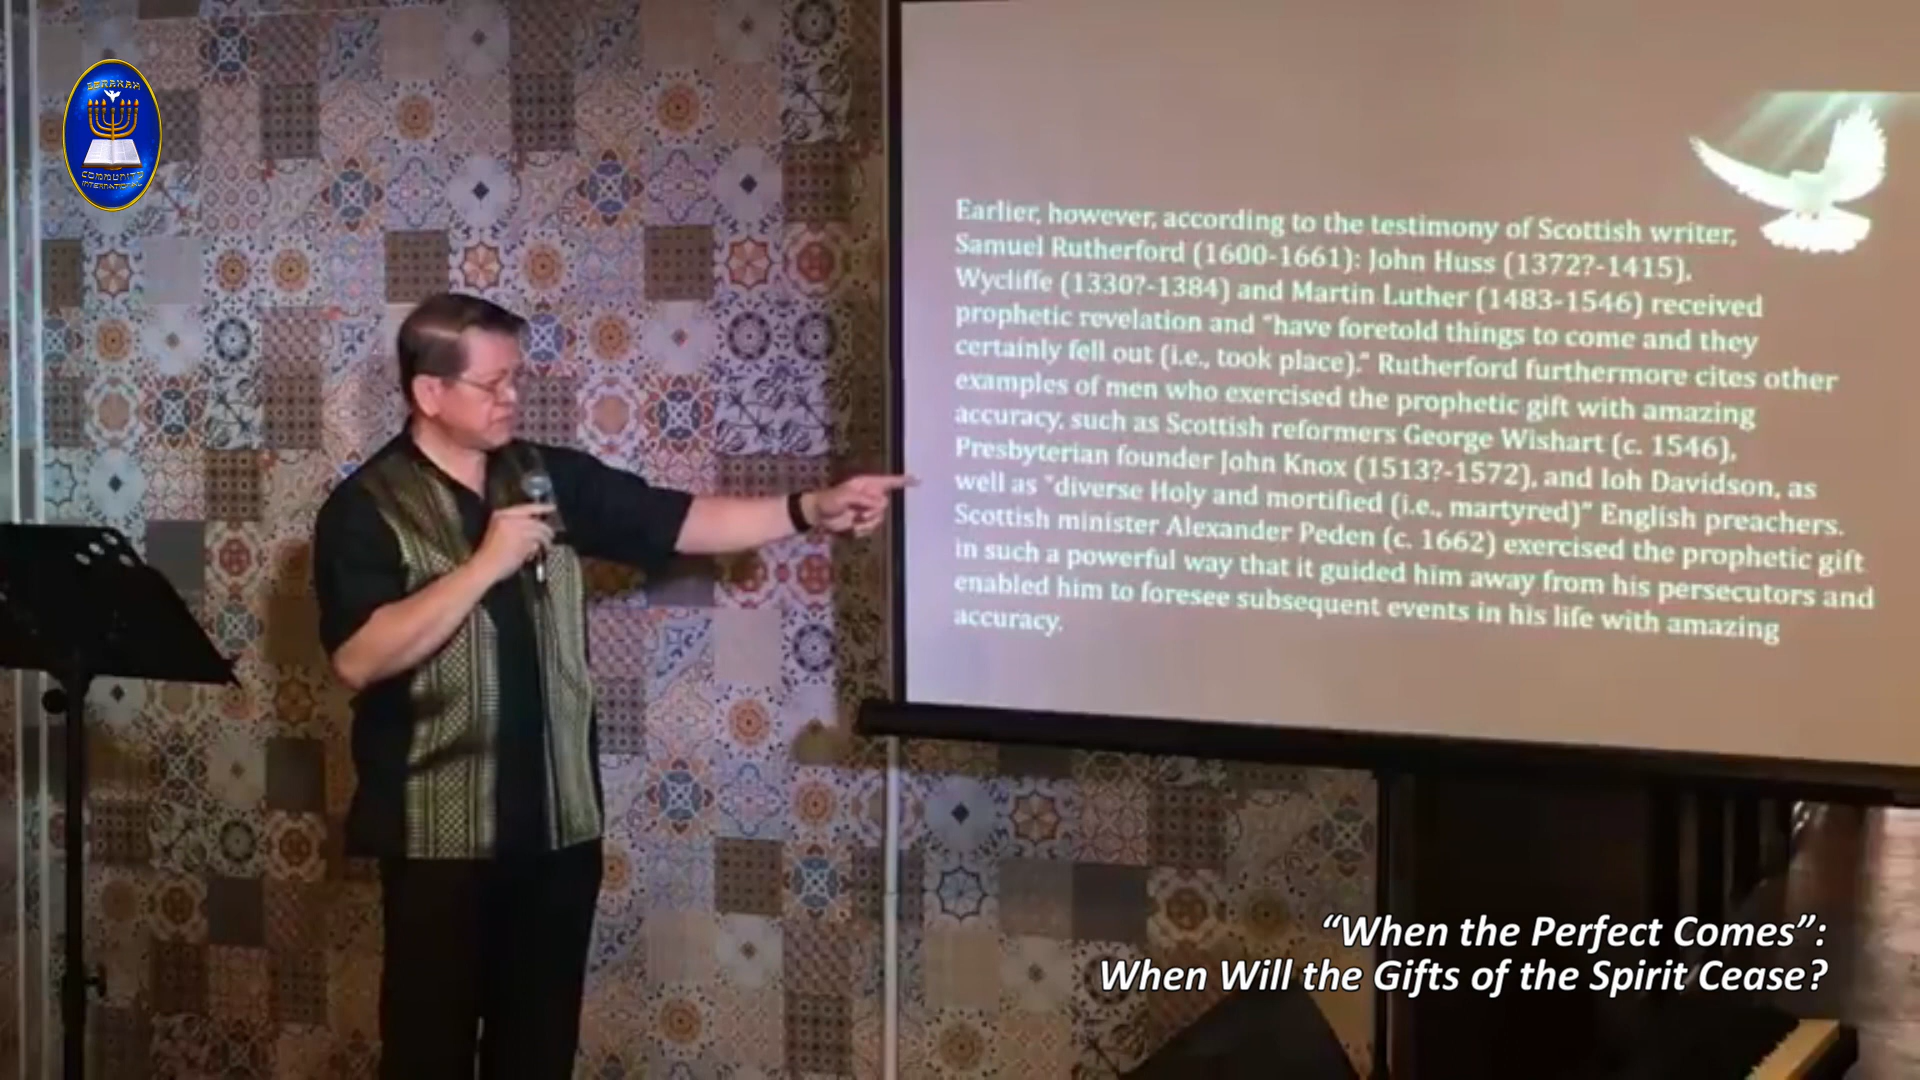 BERAKAH
COMMUNITY
INTERNATIONAL
Earlier, however, according to the testimony of Scottish writer,
Samuel Rutherford (1600-1661): John Huss (1372?-1415),
Wycliffe (1330?-1384) and Martin Luther (1483-1546) received
prophetic revelation and "have foretold things to come and they
certainly fell out (i.e., took place)." Rutherford furthermore cites other
examples of men who exercised the prophetic gift with amazing
accuracy, such as Scottish reformers George Wishart (c. 1546),
Presbyterian founder John Knox (1513?-1572), and Ioh Davidson, as
well as "diverse Holy and mortified (i.e., martyred)" English preachers.
Scottish minister Alexander Peden (c. 1662) exercised the prophetic gift
in such a powerful way that it guided him away from his persecutors and
enabled him to foresee subsequent events in his life with amazing
accuracy.
“When the Perfect Comes”:
When Will the Gifts of the Spirit Cease?